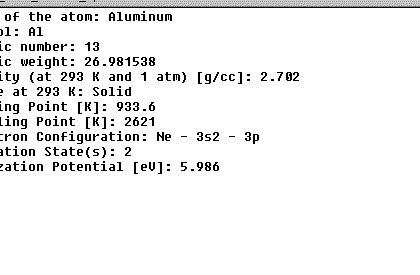 of the atom: Aluminum
ol: Al
ic number: 13
ic weight: 26.981538
ity (at 293 K and 1 atm) [g/cc]: 2.702
e at 293 K: Solid
ing Point [K]: 933.6
ling Point [K]: 2621
tron Configuration: Ne - 3s2 - 3p
ation State(s): 2
zation Potential [eV]: 5.986